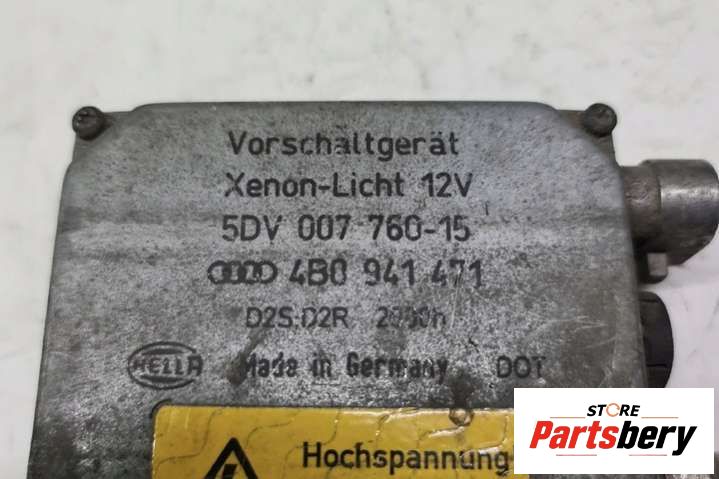 Vorschaltgerät
Xenon-Licht 12V
5DV 007 760-15
4B0 941 471
D2S:D2R 2000h
HELLA Made in Germany DOT
Hochspannung
STORE
Partsbery